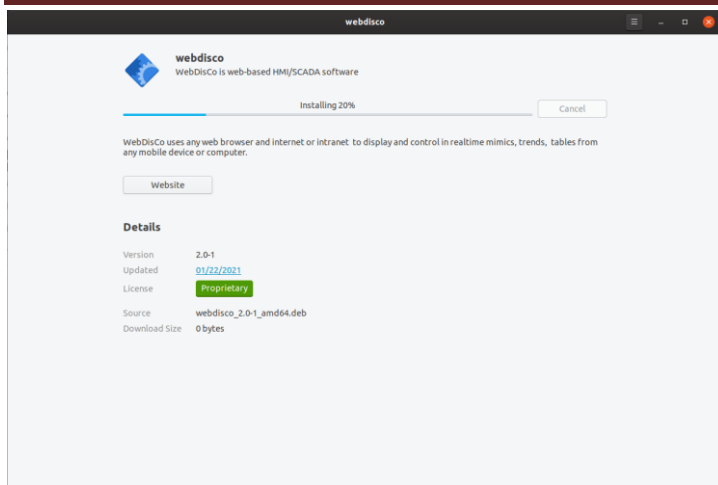 webdisco
webdisco
WebDisCo is web-based HMI/SCADA software
Installing 20%
Cancel
WebDisCo uses any web browser and internet or intranet to display and control in realtime mimics, trends, tables from
any mobile device or computer.
Website
Details
Version 2.0-1
Updated 01/22/2021
License Proprietary
Source webdisco_2.0-1_amd64.deb
Download Size 0 bytes